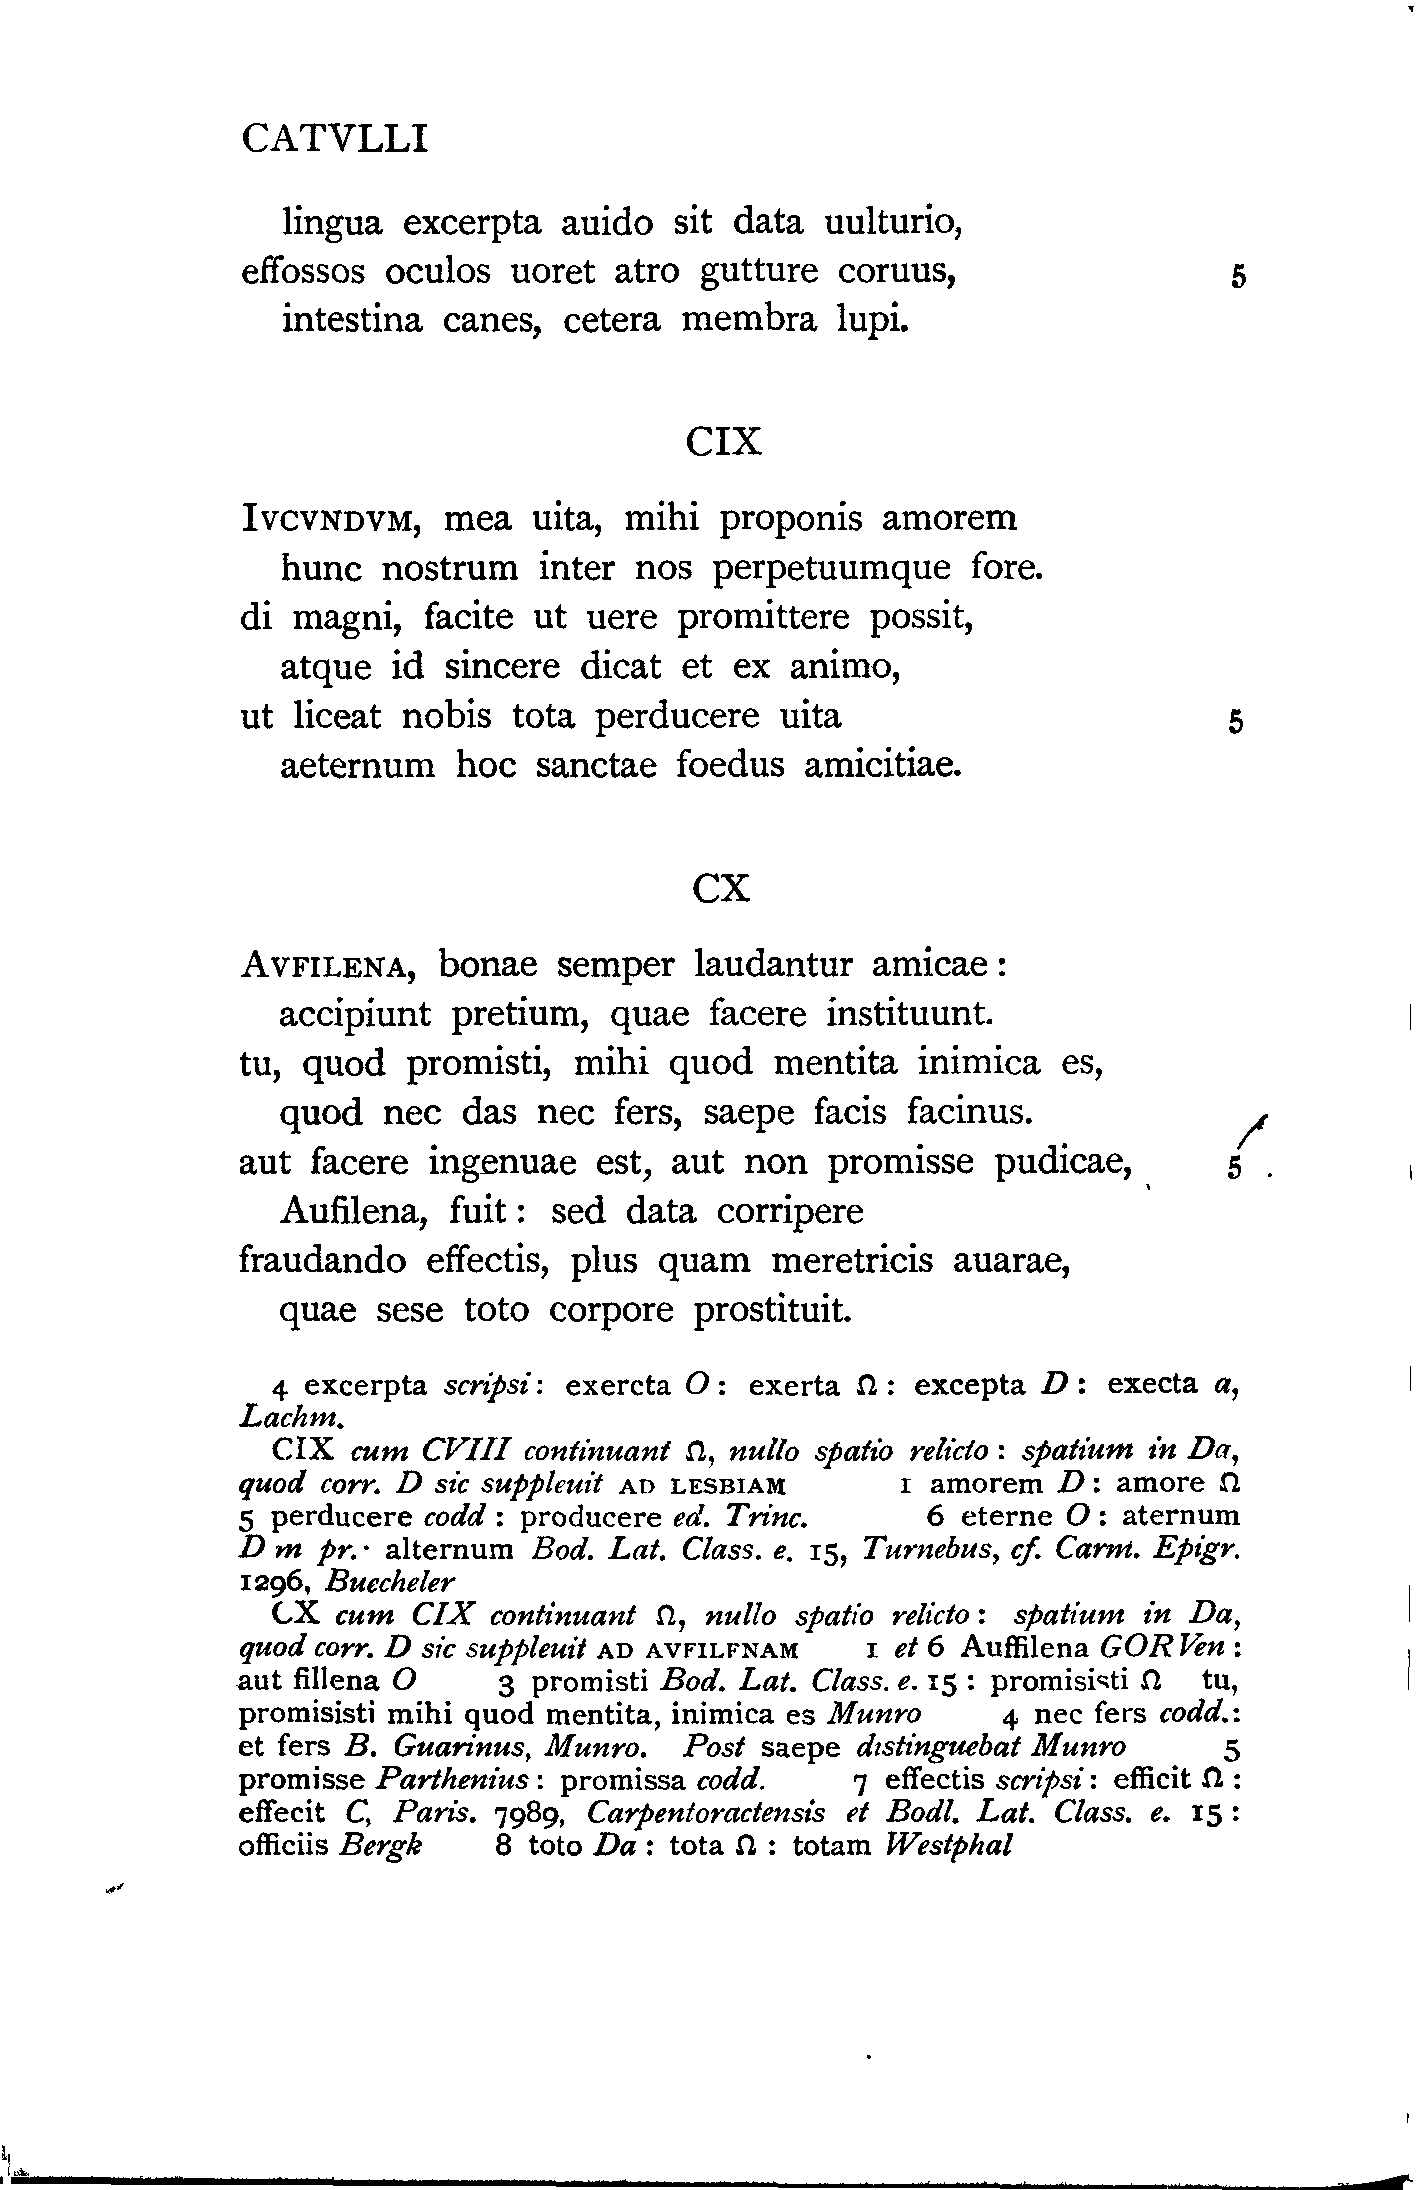 CATVLLI
lingua excerpta auido sit data uulturio,
effossos oculos uoret atro gutture coruus, 5
intestina canes, cetera membra lupi.
CIX
IVCVNDVM, mea uita, mihi proponis amorem
hunc nostrum inter nos perpetuumque fore.
di magni, facite ut uere promittere possit,
atque id sincere dicat et ex animo,
ut liceat nobis tota perducere uita 5
aeternum hoc sanctae foedus amicitiae.
CX
AVFILENA, bonae semper laudantur amicae :
accipiunt pretium, quae facere instituunt.
tu, quod promisti, mihi quod mentita inimica es,
quod nec das nec fers, saepe facis facinus.
aut facere ingenuae est, aut non promisse pudicae, 5
Aufilena, fuit : sed data corripere
fraudando effectis, plus quam meretricis auarae,
quae sese toto corpore prostituit.
4 excerpta scripsi : exercta O : exerta Ω : excepta D : execta a,
Lachm.
CIX cum CVIII continuant Ω, nullo spatio relicto : spatium in Da,
quod corr. D sic suppleuit AD LESBIAM 1 amorem D : amore Ω
5 perducere codd : producere ed. Trinc. 6 eterne O : aternum
D m pr. · alternum Bod. Lat. Class. e. 15, Turnebus, cf. Carm. Epigr.
1296, Buecheler
CX cum CIX continuant Ω, nullo spatio relicto : spatium in Da,
quod corr. D sic suppleuit AD AVFILFNAM 1 et 6 Auffilena GOR Ven :
aut fillena O 3 promisti Bod. Lat. Class. e. 15 : promisisti Ω tu,
promisisti mihi quod mentita, inimica es Munro 4 nec fers codd.:
et fers B. Guarinus, Munro. Post saepe distinguebat Munro 5
promisse Parthenius : promissa codd. 7 effectis scripsi : efficit Ω :
effecit C, Paris. 7989, Carpentoractensis et Bodl. Lat. Class. e. 15 :
officiis Bergk 8 toto Da : tota Ω : totam Westphal